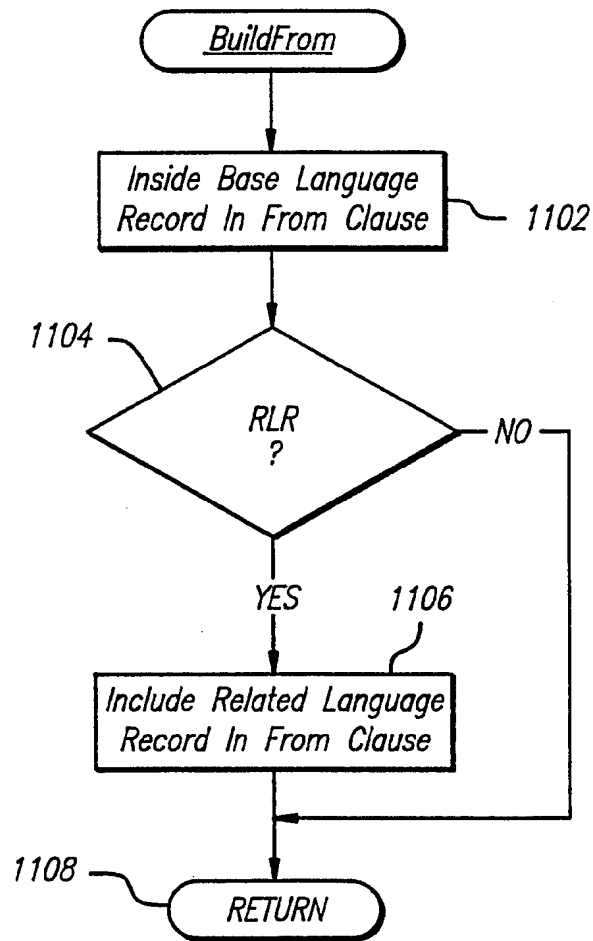 BuildFrom
Inside Base Language
Record In From Clause
1102
1104
RLR
?
NO
YES
1106
Include Related Language
Record In From Clause
1108
RETURN